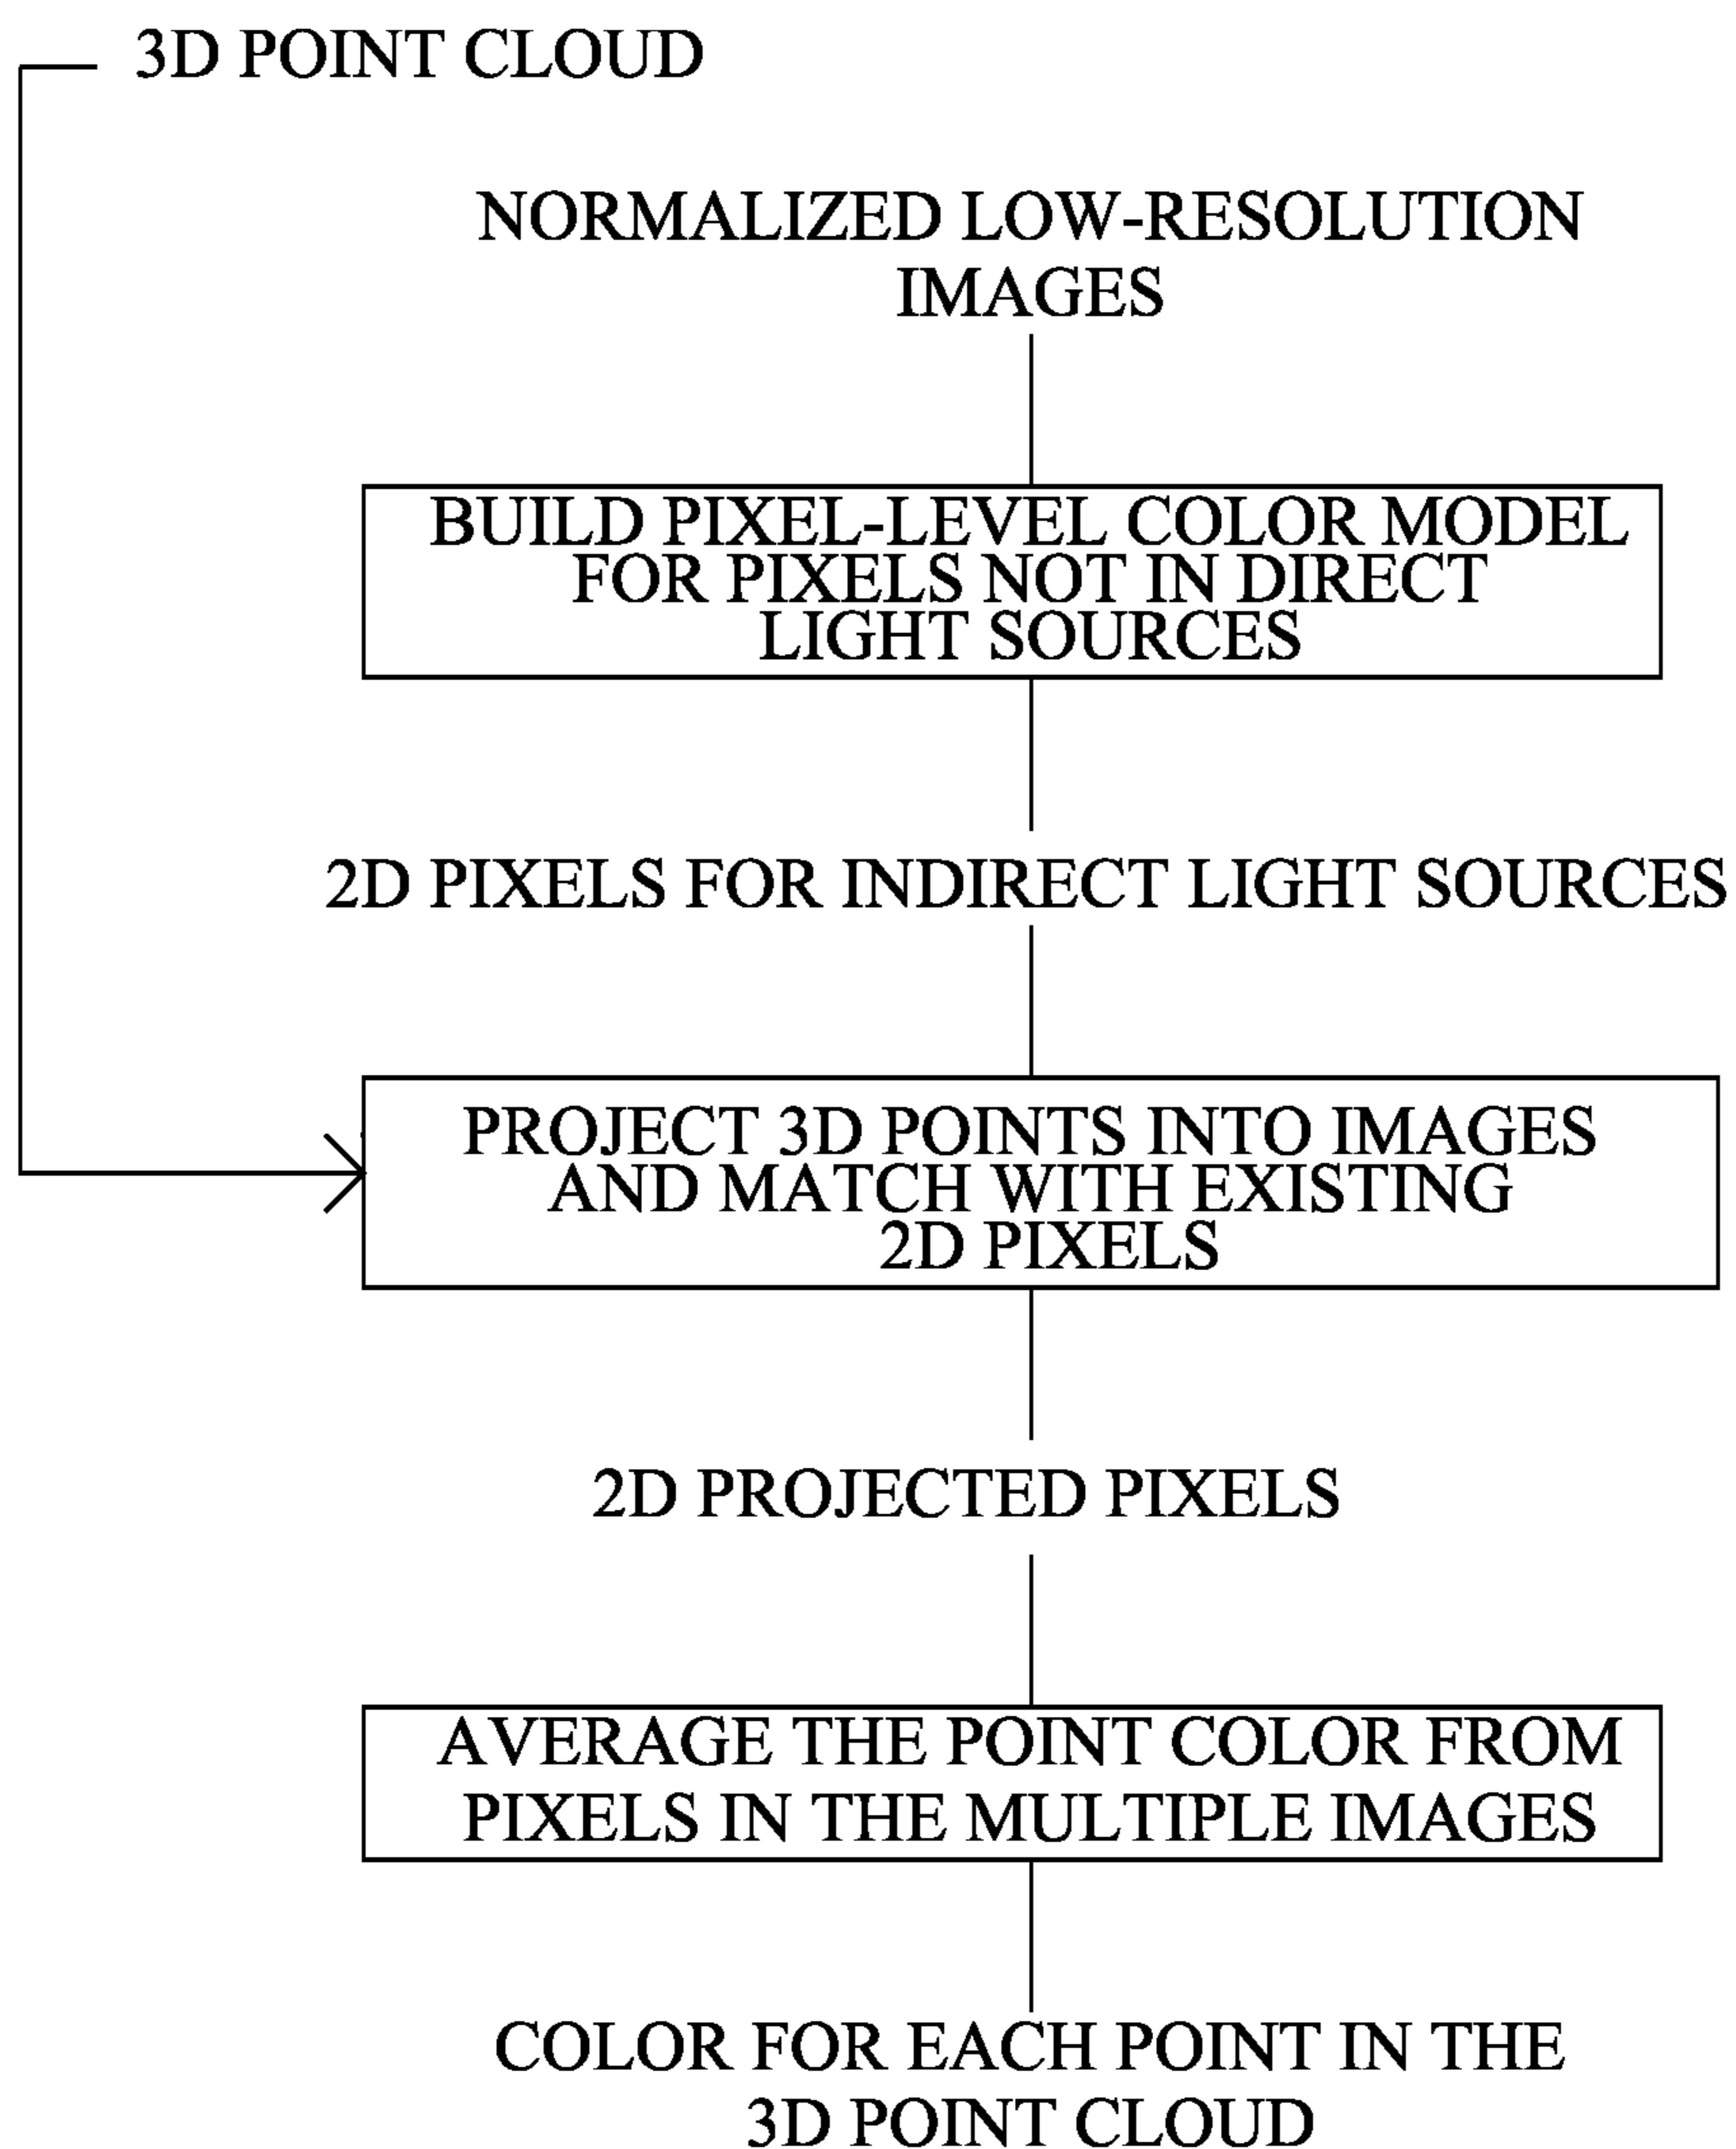 3D POINT CLOUD
NORMALIZED LOW-RESOLUTION
IMAGES
BUILD PIXEL-LEVEL COLOR MODEL
FOR PIXELS NOT IN DIRECT
LIGHT SOURCES
2D PIXELS FOR INDIRECT LIGHT SOURCES
PROJECT 3D POINTS INTO IMAGES
AND MATCH WITH EXISTING
2D PIXELS
2D PROJECTED PIXELS
AVERAGE THE POINT COLOR FROM
PIXELS IN THE MULTIPLE IMAGES
COLOR FOR EACH POINT IN THE
3D POINT CLOUD